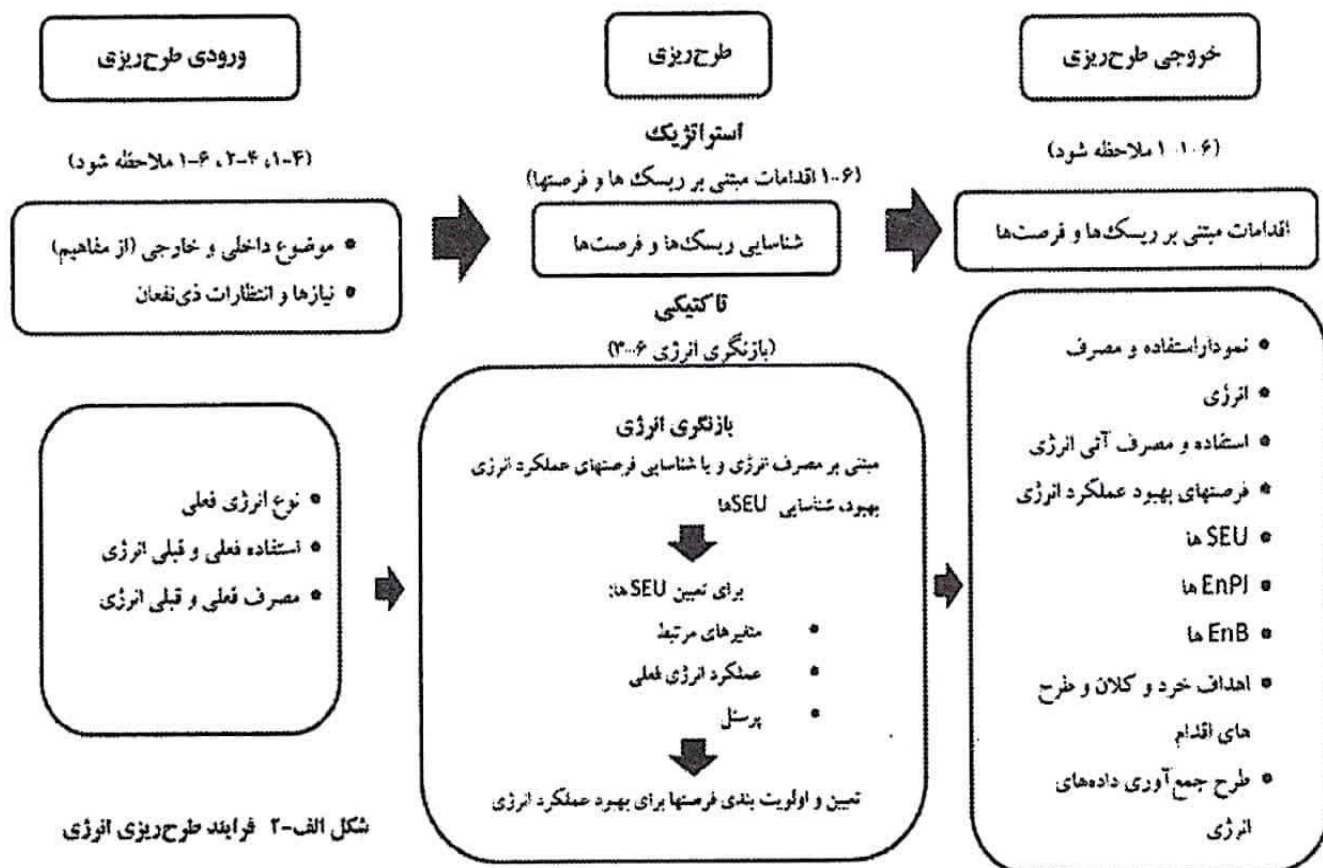 ورودی طرح‌ریزی
(۴-۱، ۴-۲، ۶-۱ ملاحظه شود)
• موضوع داخلی و خارجی (از مفاهیم)
• نیازها و انتظارات ذی‌نفعان
• نوع انرژی فعلی
• استفاده فعلی و قبلی انرژی
• مصرف فعلی و قبلی انرژی
طرح‌ریزی
استراتژیک
(۶-۱ اقدامات مبتنی بر ریسک ها و فرصتها)
شناسایی ریسک‌ها و فرصت‌ها
تاکتیکی
(بازنگری انرژی ۶-۳)
بازنگری انرژی
مبتنی بر مصرف انرژی و یا شناسایی فرصتهای عملکرد انرژی
بهبود، شناسایی SEUها
برای تعیین SEUها:
• متغیرهای مرتبط
• عملکرد انرژی فعلی
• پرسنل
تعیین و اولویت بندی فرصتها برای بهبود عملکرد انرژی
خروجی طرح‌ریزی
(۶-۱-۱ ملاحظه شود)
اقدامات مبتنی بر ریسک‌ها و فرصت‌ها
• نمودار استفاده و مصرف
• انرژی
• استفاده و مصرف آتی انرژی
• فرصتهای بهبود عملکرد انرژی
• SEU ها
• EnPI ها
• EnB ها
• اهداف خرد و کلان و طرح
های اقدام
• طرح جمع‌آوری داده‌های
انرژی
شکل الف-۲ فرایند طرح‌ریزی انرژی